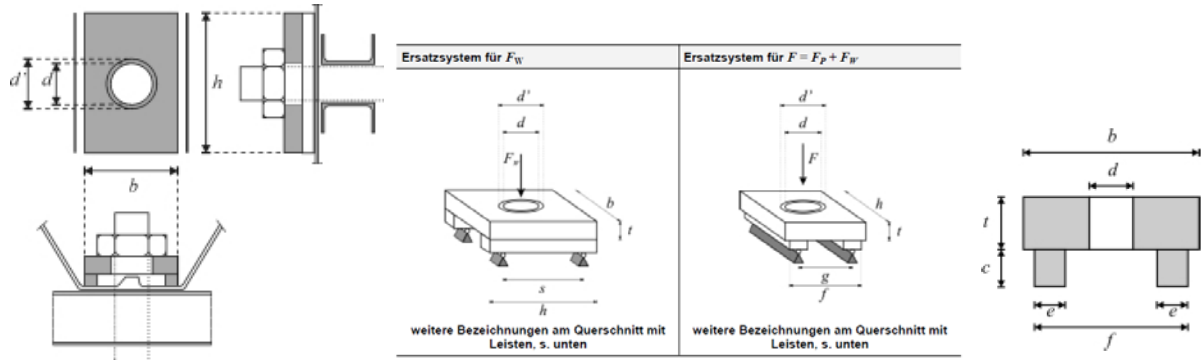 d'
d
h
b
Ersatzsystem für F_W
Ersatzsystem für F = F_P + F_W
d'
d
F_w
b
t
s
h
weitere Bezeichnungen am Querschnitt mit
Leisten, s. unten
d'
d
F
h
t
g
f
weitere Bezeichnungen am Querschnitt mit
Leisten, s. unten
b
d
t
c
e
e
f